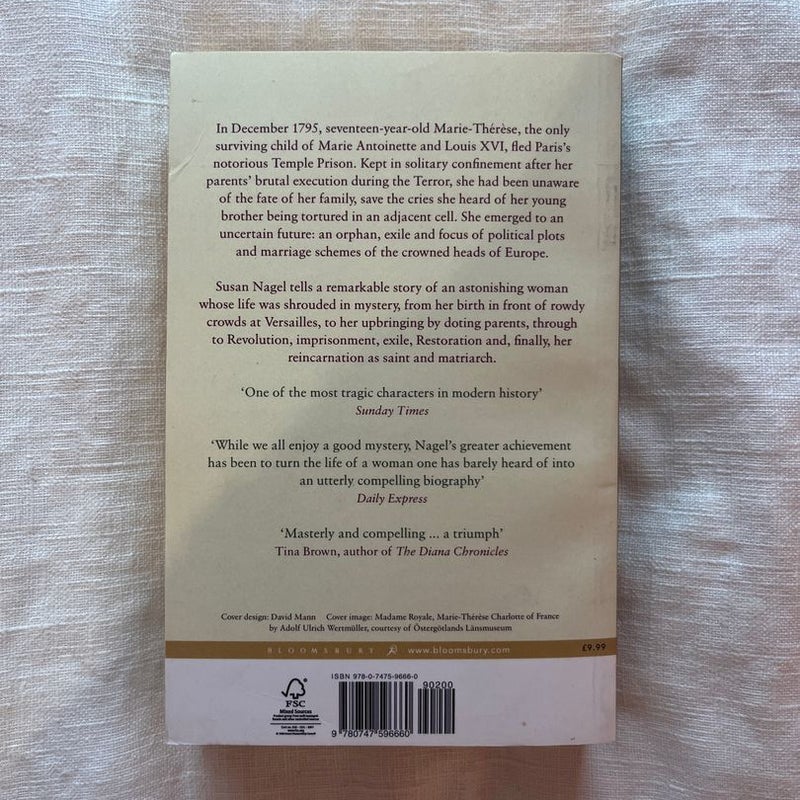 In December 1795, seventeen-year-old Marie-Thérèse, the only
surviving child of Marie Antoinette and Louis XVI, fled Paris's
notorious Temple Prison. Kept in solitary confinement after her
parents' brutal execution during the Terror, she had been unaware
of the fate of her family, save the cries she heard of her young
brother being tortured in an adjacent cell. She emerged to an
uncertain future: an orphan, exile and focus of political plots
and marriage schemes of the crowned heads of Europe.
Susan Nagel tells a remarkable story of an astonishing woman
whose life was shrouded in mystery, from her birth in front of rowdy
crowds at Versailles, to her upbringing by doting parents, through
to Revolution, imprisonment, exile, Restoration and, finally, her
reincarnation as saint and matriarch.
‘One of the most tragic characters in modern history’
Sunday Times
‘While we all enjoy a good mystery, Nagel's greater achievement
has been to turn the life of a woman one has barely heard of into
an utterly compelling biography’
Daily Express
‘Masterly and compelling ... a triumph’
Tina Brown, author of The Diana Chronicles
Cover design: David Mann Cover image: Madame Royale, Marie-Thérèse Charlotte of France
by Adolf Ulrich Wertmüller, courtesy of Östergötlands Länsmuseum
BLOOMSBURY www.bloomsbury.com £9.99
ISBN 978-0-7475-9666-0
90200
FSC
Mixed Sources
9 780747 596660